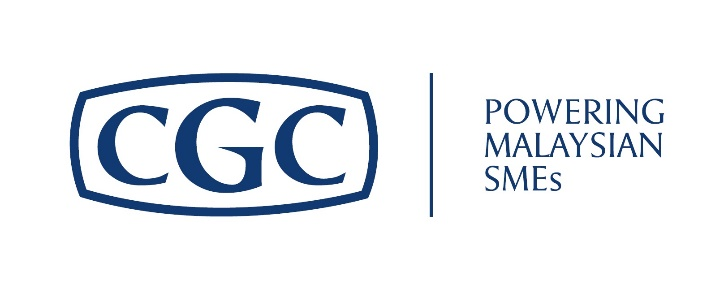 CGC
POWERING
MALAYSIAN
SMEs